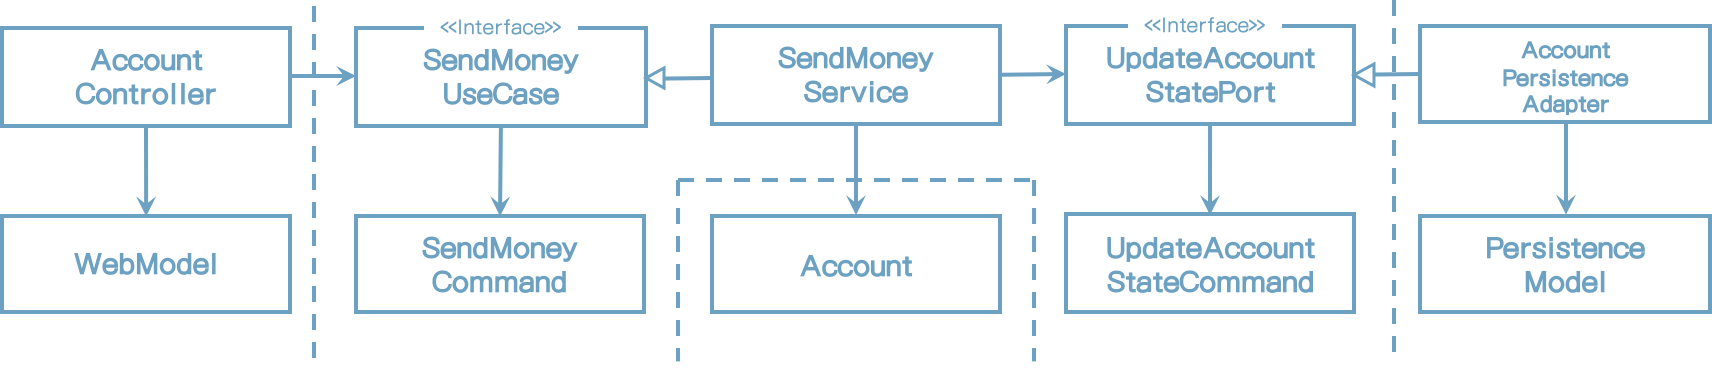 Account
Controller
<<Interface>>
SendMoney
UseCase
SendMoney
Service
<<Interface>>
UpdateAccount
StatePort
Account
Persistence
Adapter
WebModel
SendMoney
Command
Account
UpdateAccount
StateCommand
Persistence
Model